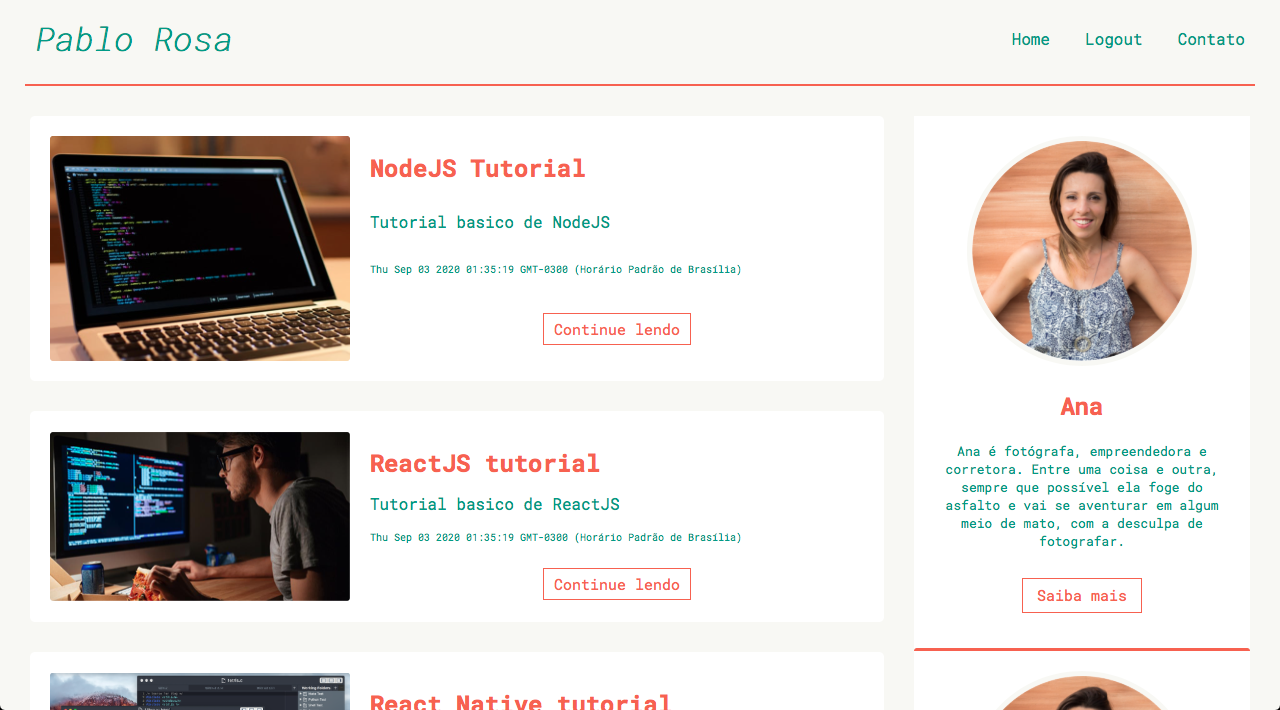 Pablo Rosa
Home Logout Contato
NodeJS Tutorial
Tutorial basico de NodeJS
Thu Sep 03 2020 01:35:19 GMT-0300 (Horário Padrão de Brasília)
Continue lendo
ReactJS tutorial
Tutorial basico de ReactJS
Thu Sep 03 2020 01:35:19 GMT-0300 (Horário Padrão de Brasília)
Continue lendo
React Native tutorial
Ana
Ana é fotógrafa, empreendedora e
corretora. Entre uma coisa e outra,
sempre que possível ela foge do
asfalto e vai se aventurar em algum
meio de mato, com a desculpa de
fotografar.
Saiba mais